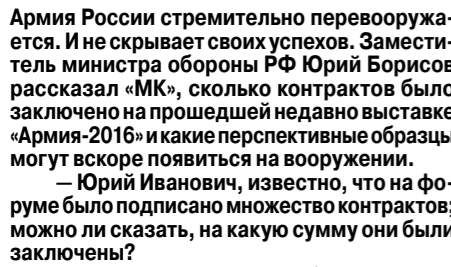 Армия России стремительно перевооружа-
ется. И не скрывает своих успехов. Замести-
тель министра обороны РФ Юрий Борисов
рассказал «МК», сколько контрактов было
заключено на прошедшей недавно выставке
«Армия-2016» и какие перспективные образцы
могут вскоре появиться на вооружении.
— Юрий Иванович, известно, что на фо-
руме было подписано множество контрактов;
можно ли сказать, на какую сумму они были
заключены?